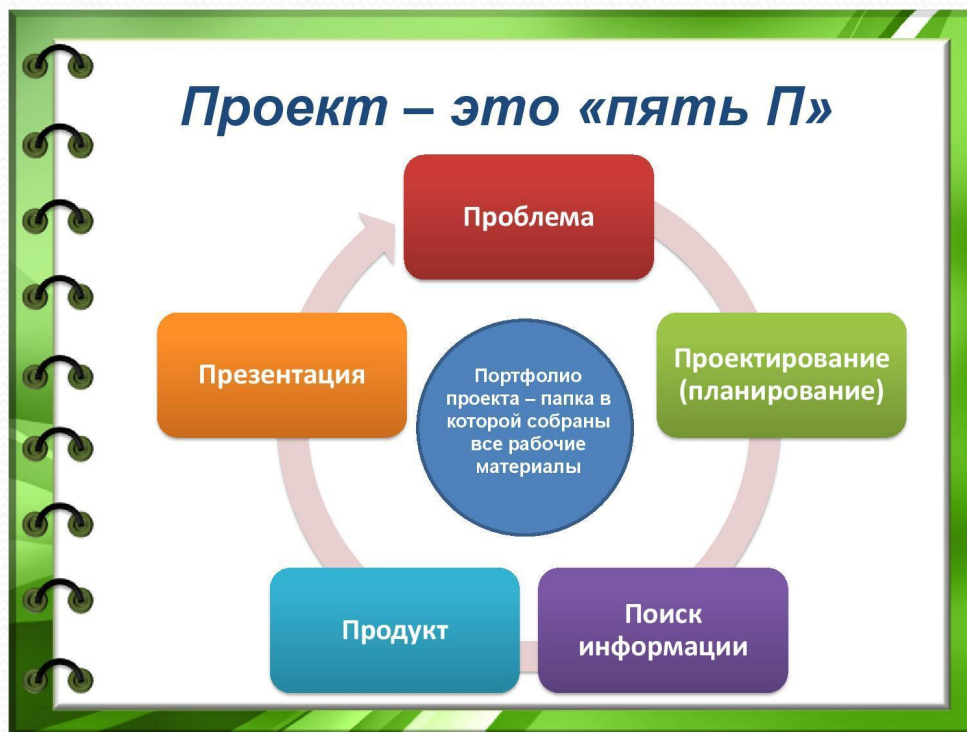 Проект – это «пять П»
Проблема
Проектирование
(планирование)
Поиск
информации
Продукт
Презентация
Портфолио
проекта – папка в
которой собраны
все рабочие
материалы